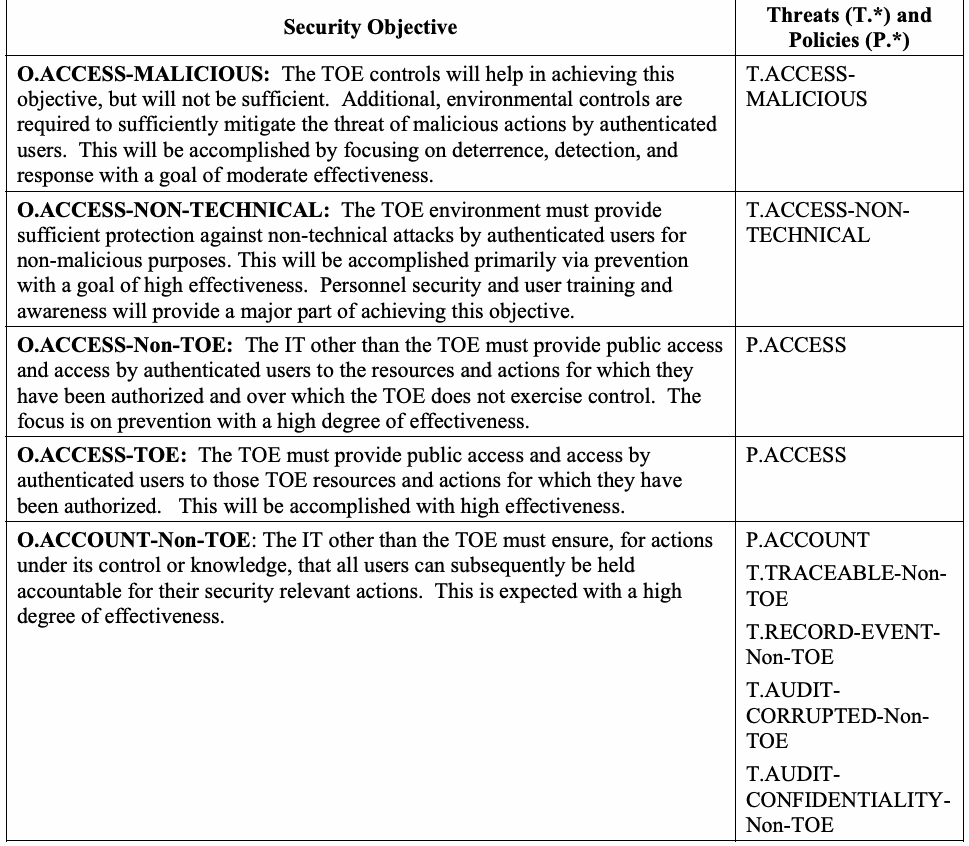 Security Objective
Threats (T.*) and
Policies (P.*)
O.ACCESS-MALICIOUS: The TOE controls will help in achieving this
objective, but will not be sufficient. Additional, environmental controls are
required to sufficiently mitigate the threat of malicious actions by authenticated
users. This will be accomplished by focusing on deterrence, detection, and
response with a goal of moderate effectiveness.
T.ACCESS-
MALICIOUS
O.ACCESS-NON-TECHNICAL: The TOE environment must provide
sufficient protection against non-technical attacks by authenticated users for
non-malicious purposes. This will be accomplished primarily via prevention
with a goal of high effectiveness. Personnel security and user training and
awareness will provide a major part of achieving this objective.
T.ACCESS-NON-
TECHNICAL
O.ACCESS-Non-TOE: The IT other than the TOE must provide public access
and access by authenticated users to the resources and actions for which they
have been authorized and over which the TOE does not exercise control. The
focus is on prevention with a high degree of effectiveness.
P.ACCESS
O.ACCESS-TOE: The TOE must provide public access and access by
authenticated users to those TOE resources and actions for which they have
been authorized. This will be accomplished with high effectiveness.
P.ACCESS
O.ACCOUNT-Non-TOE: The IT other than the TOE must ensure, for actions
under its control or knowledge, that all users can subsequently be held
accountable for their security relevant actions. This is expected with a high
degree of effectiveness.
P.ACCOUNT
T.TRACEABLE-Non-
TOE
T.RECORD-EVENT-
Non-TOE
T.AUDIT-
CORRUPTED-Non-
TOE
T.AUDIT-
CONFIDENTIALITY-
Non-TOE